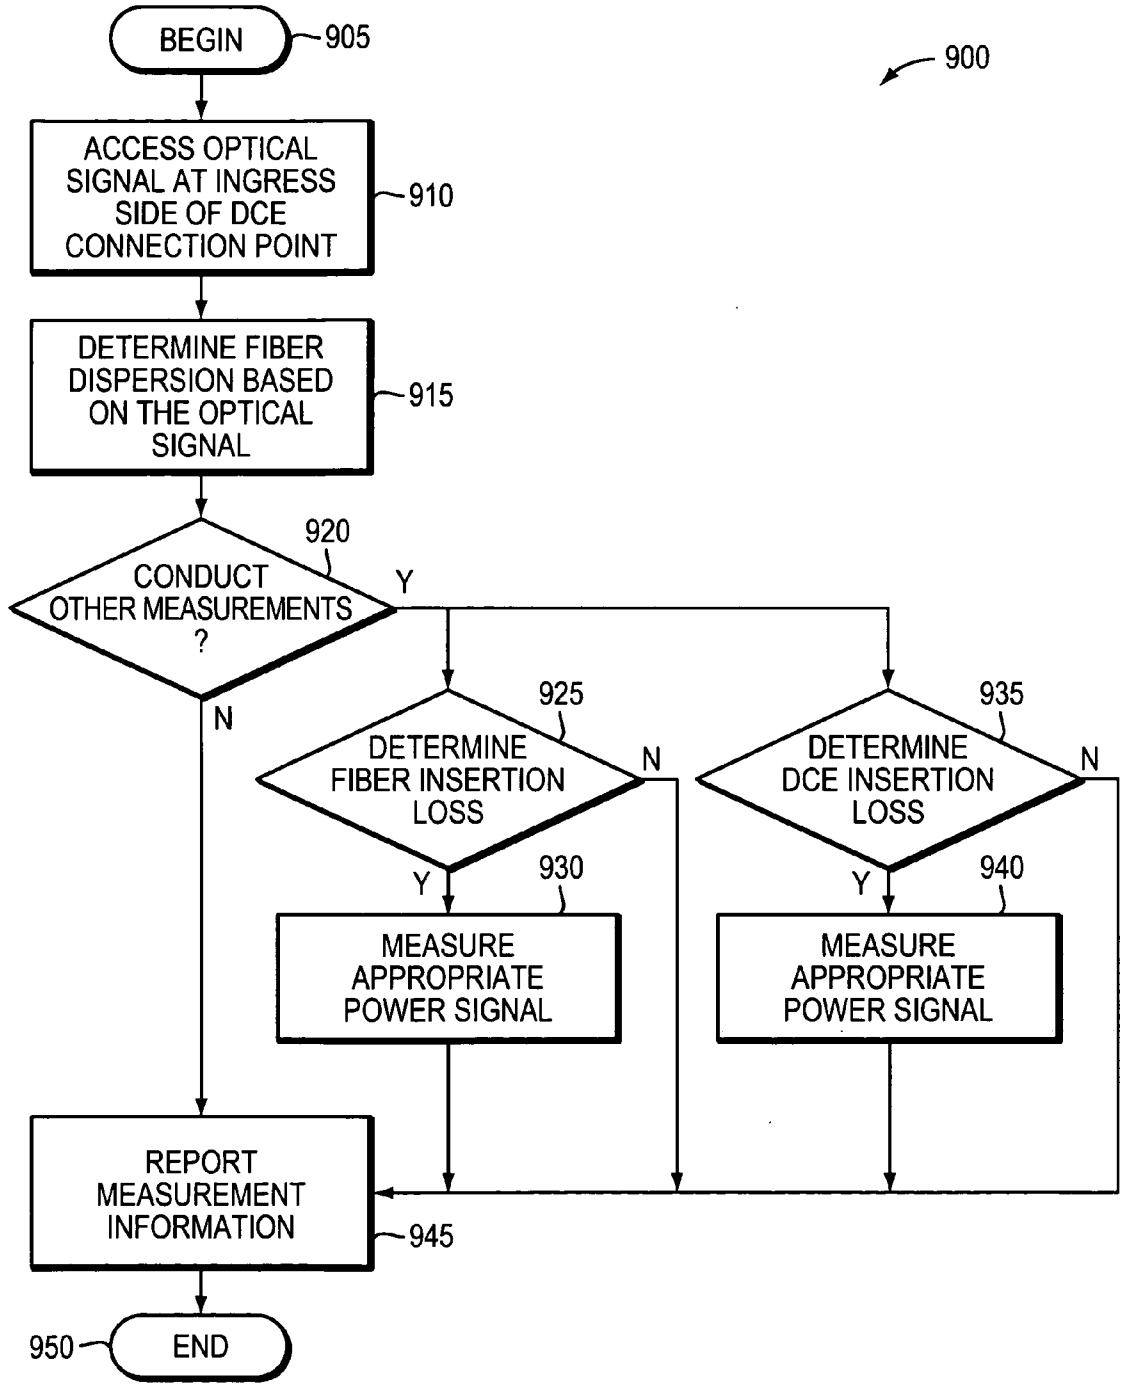 BEGIN
905
900
ACCESS OPTICAL
SIGNAL AT INGRESS
SIDE OF DCE
CONNECTION POINT
910
DETERMINE FIBER
DISPERSION BASED
ON THE OPTICAL
SIGNAL
915
920
CONDUCT
OTHER MEASUREMENTS
?
Y
N
925
DETERMINE
FIBER INSERTION
LOSS
N
Y
935
DETERMINE
DCE INSERTION
LOSS
N
Y
930
MEASURE
APPROPRIATE
POWER SIGNAL
940
MEASURE
APPROPRIATE
POWER SIGNAL
REPORT
MEASUREMENT
INFORMATION
945
950
END